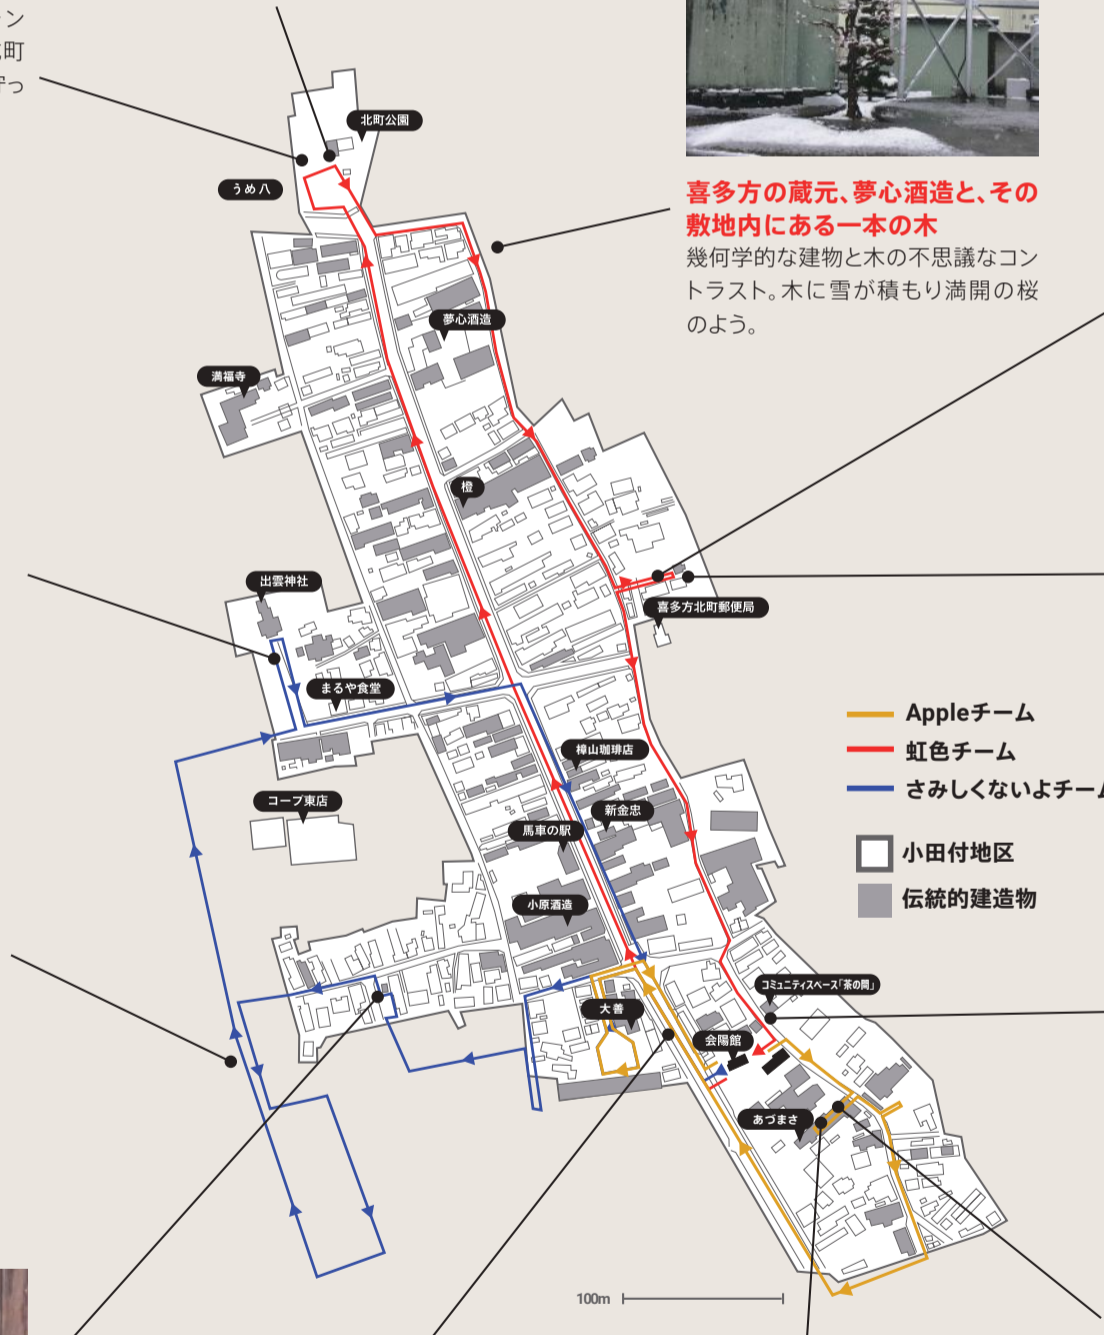 ン
町
北町公園
うめ八
喜多方の蔵元、夢心酒造と、その
敷地内にある一本の木
幾何学的な建物と木の不思議なコン
トラスト。木に雪が積もり満開の桜
のよう。
夢心酒造
満福寺
橙
出雲神社
喜多方北町郵便局
まるや食堂
Appleチーム
虹色チーム
さみしくないよチーム
樟山珈琲店
コープ東店
新金忠
馬車の駅
小田付地区
伝統的建造物
小原酒造
コミュニティスペース「茶の間」
大善
会陽館
あづまさ
100m